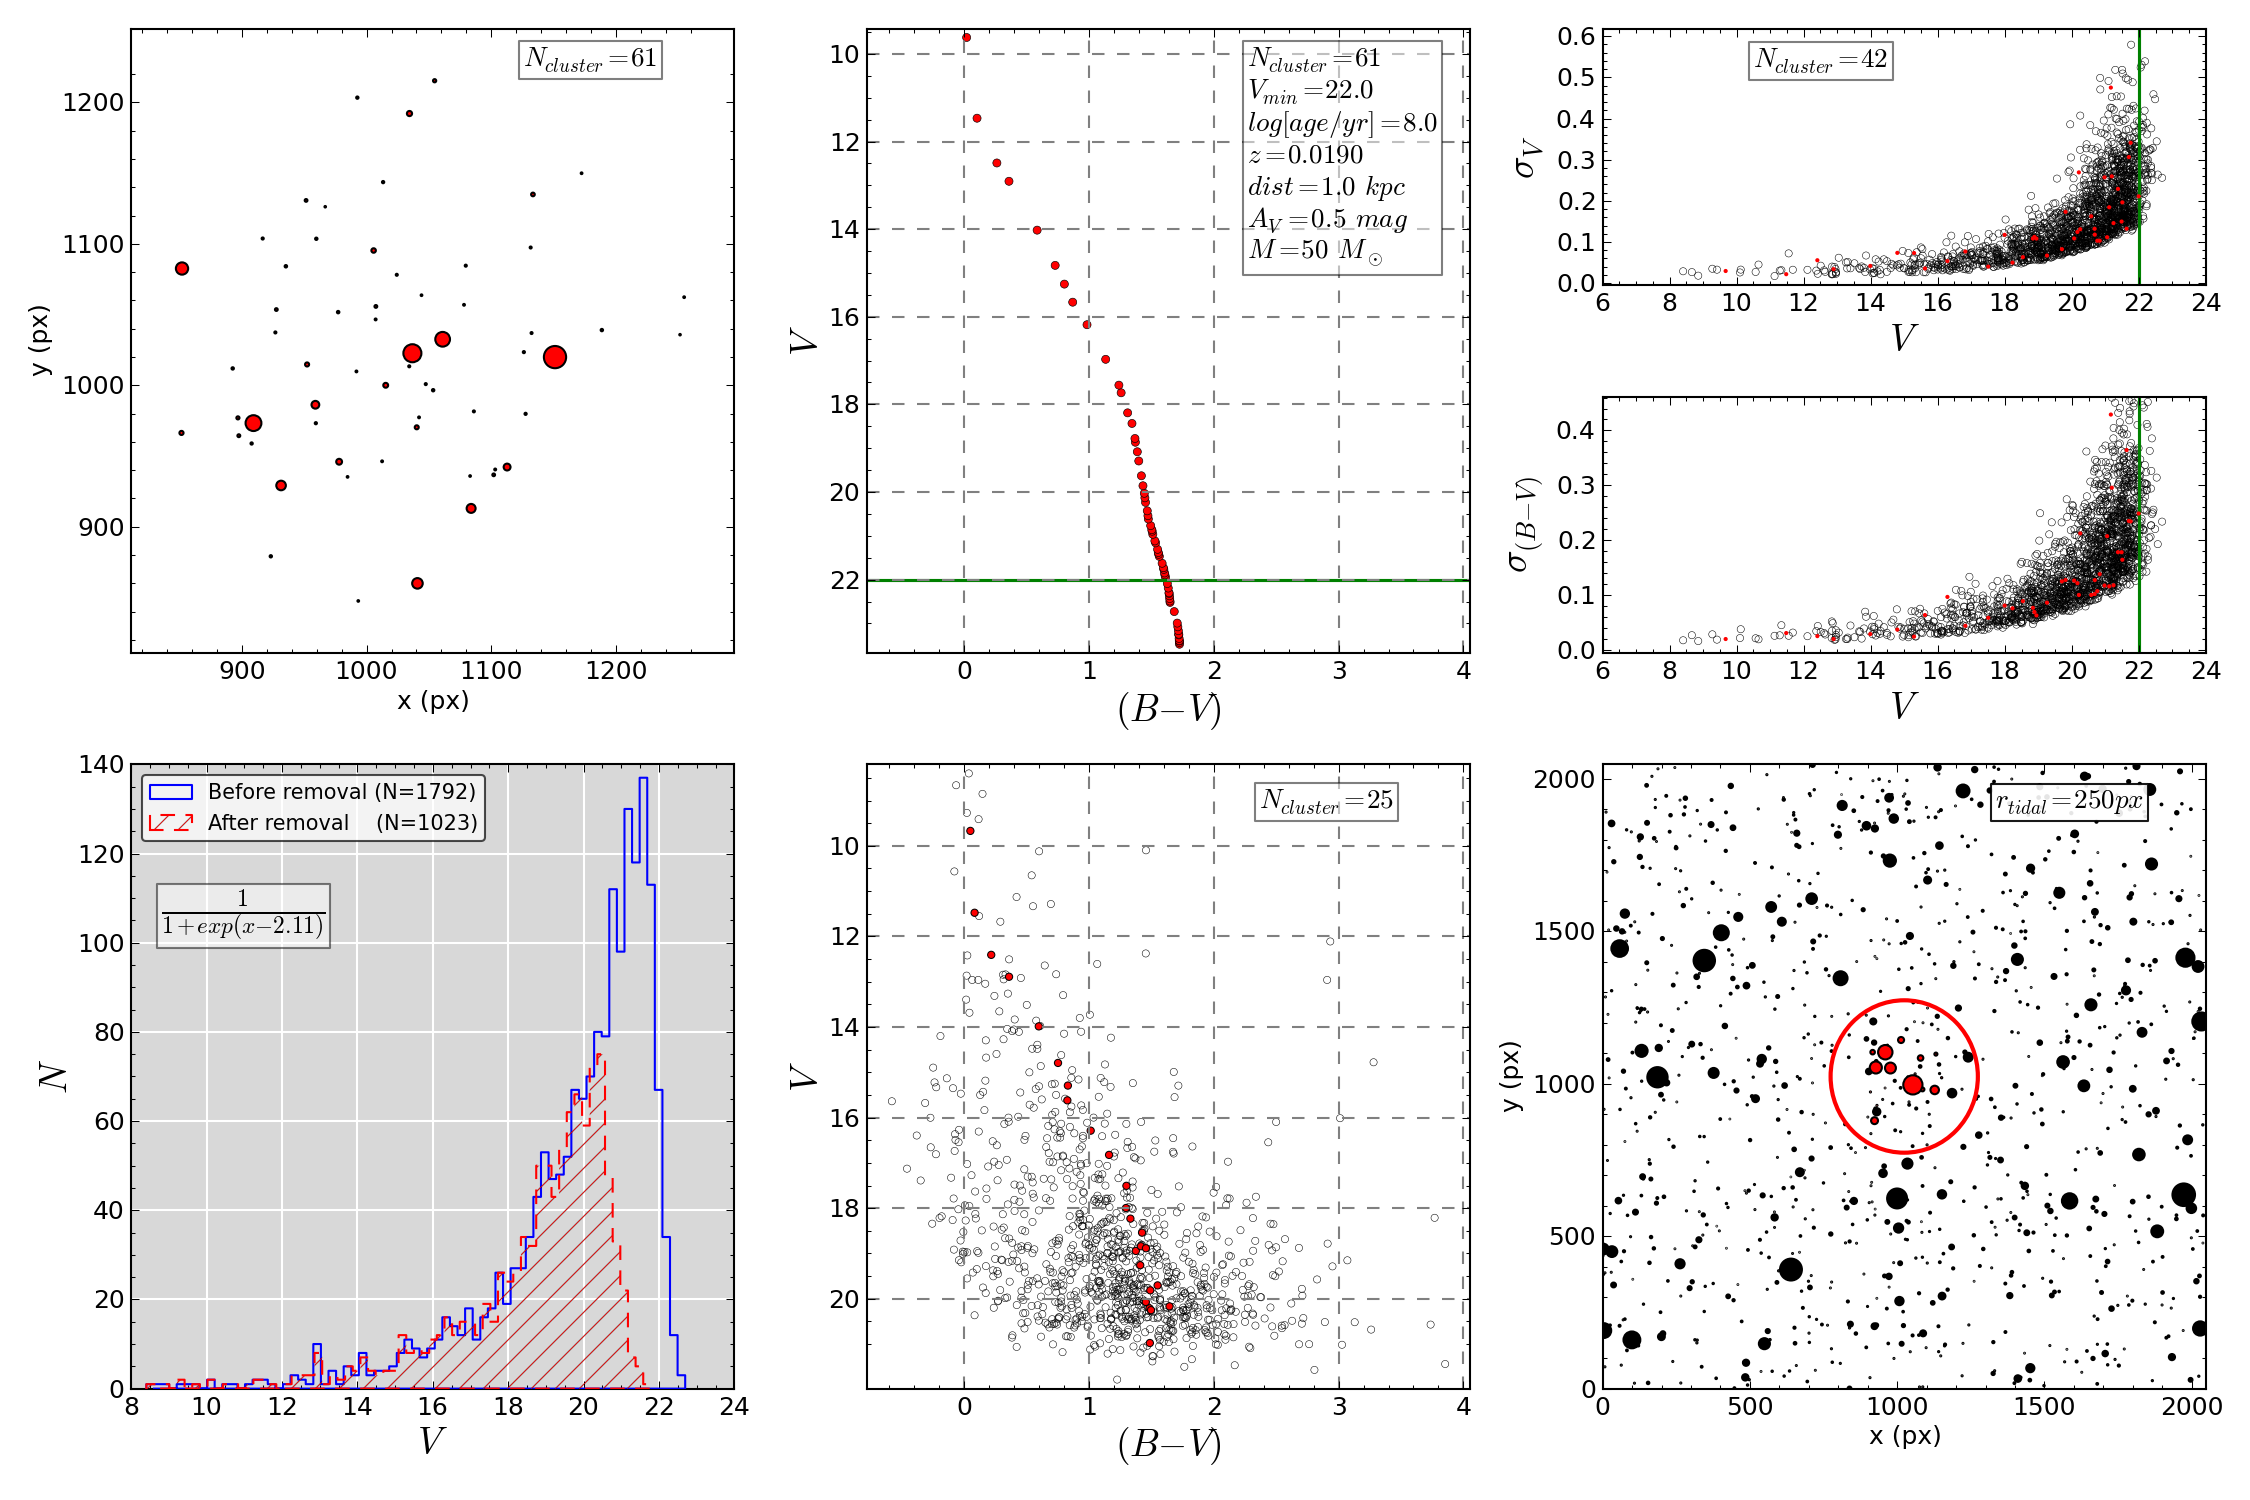 N_cluster=61
1200
1100
1000
900
y (px)
900 1000 1100 1200
x (px)
N_cluster=61
V_min=22.0
log[age/yr]=8.0
z=0.0190
dist=1.0 kpc
A_V=0.5 mag
M=50 M_⊙
10
12
14
16
18
20
22
V
0 1 2 3 4
(B−V)
N_cluster=42
0.6
0.5
0.4
0.3
0.2
0.1
0.0
σ_V
6 8 10 12 14 16 18 20 22 24
V
0.4
0.3
0.2
0.1
0.0
σ_(B−V)
6 8 10 12 14 16 18 20 22 24
V
Before removal (N=1792)
After removal (N=1023)
1
1+exp(x−2.11)
140
120
100
80
60
40
20
0
N
8 10 12 14 16 18 20 22 24
V
N_cluster=25
10
12
14
16
18
20
V
0 1 2 3 4
(B−V)
r_tidal=250px
2000
1500
1000
500
0
y (px)
0 500 1000 1500 2000
x (px)